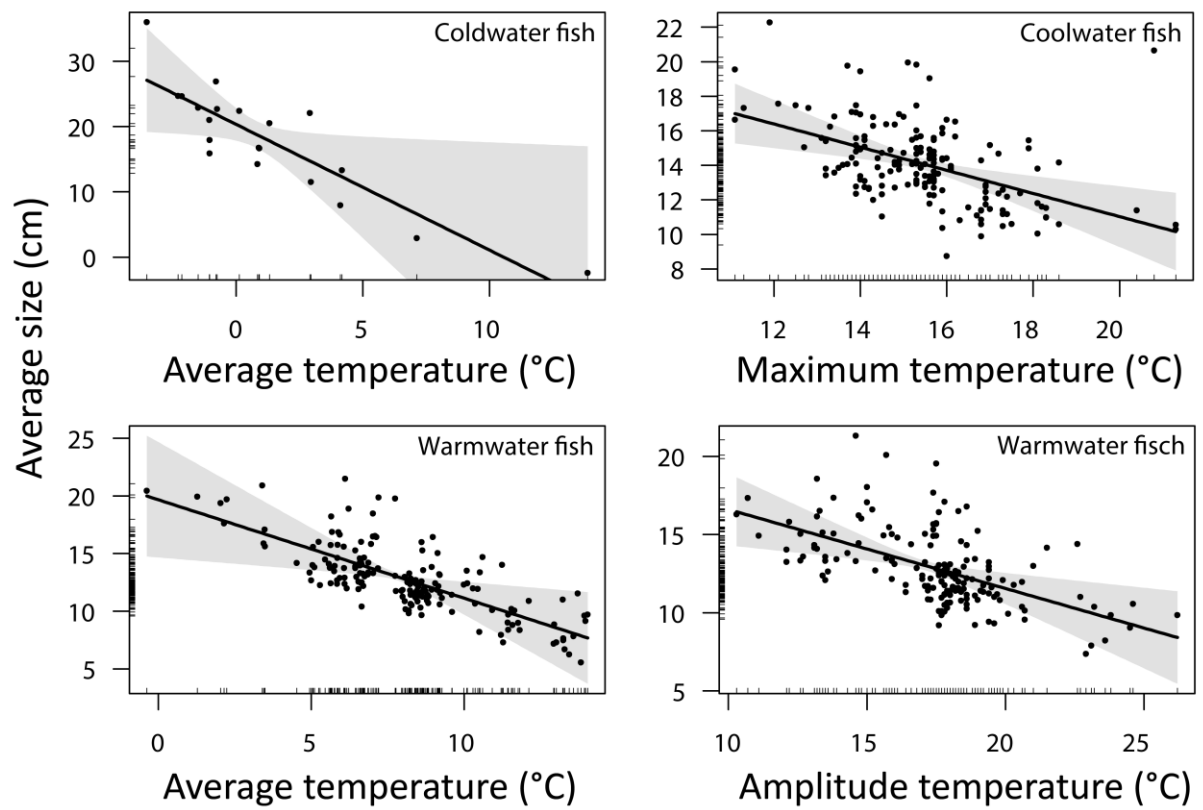 Average size (cm)
Coldwater fish
30
20
10
0
0 5 10
Average temperature (°C)
Coolwater fish
22
20
18
16
14
12
10
8
12 14 16 18 20
Maximum temperature (°C)
Warmwater fish
25
20
15
10
5
0 5 10
Average temperature (°C)
Warmwater fisch
20
15
10
5
10 15 20 25
Amplitude temperature (°C)